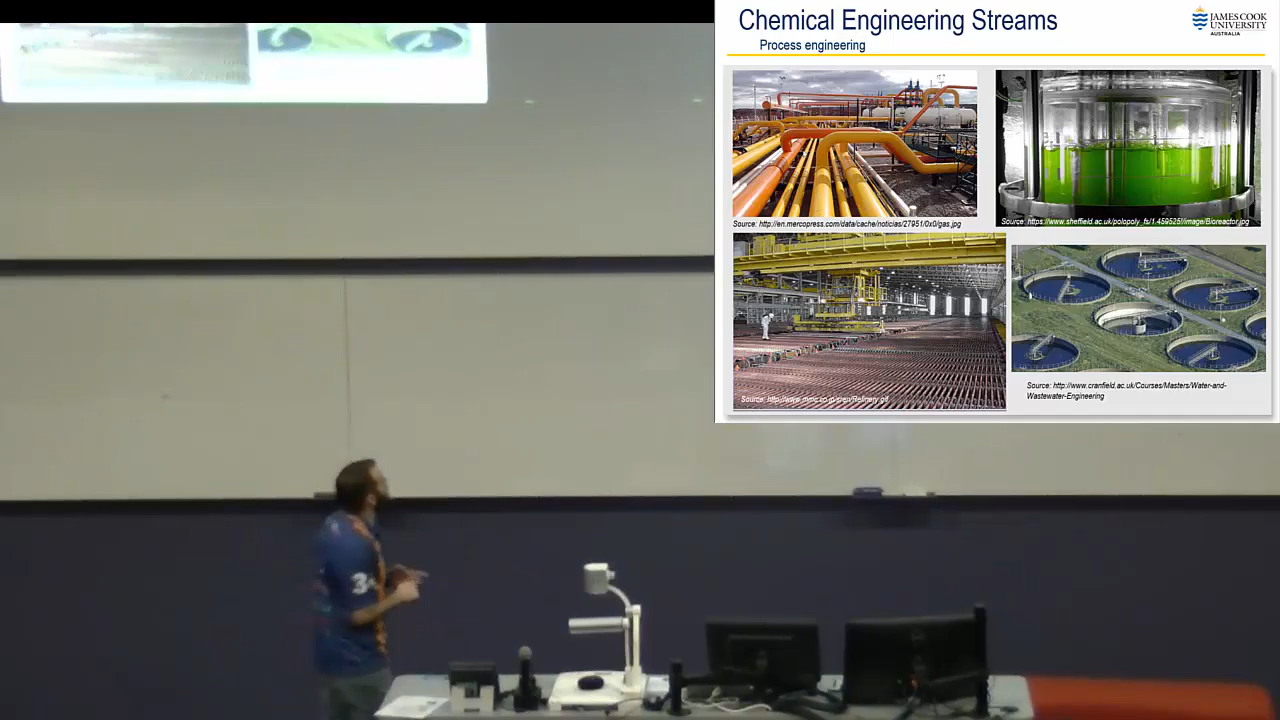 Chemical Engineering Streams
Process engineering
JAMES COOK
UNIVERSITY
AUSTRALIA
Source: http://en.mercopress.com/data/cache/noticias/27951/0x0/gas.jpg
Source: https://www.sheffield.ac.uk/polopoly_fs/1.459525!/image/Bioreactor.jpg
Source: http://www.cranfield.ac.uk/Courses/Masters/Water-and-
Wastewater-Engineering
3